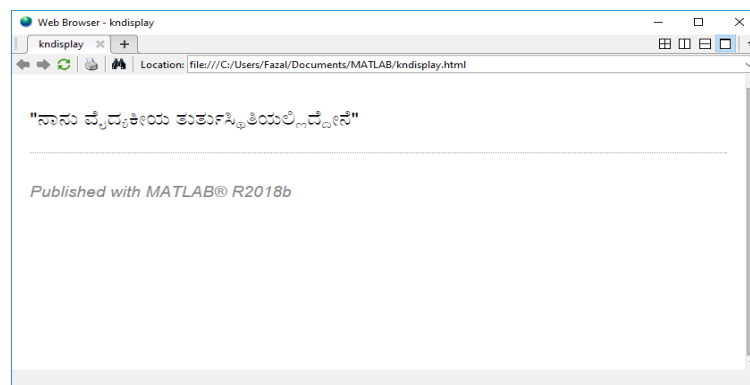 Web Browser - kndisplay
kndisplay
Location: file:///C:/Users/Fazal/Documents/MATLAB/kndisplay.html
"ನಾನು ವೈದ್ಯಕೀಯ ತುರ್ತುಸ್ಥಿತಿಯಲ್ಲಿದ್ದೇನೆ"
Published with MATLAB® R2018b